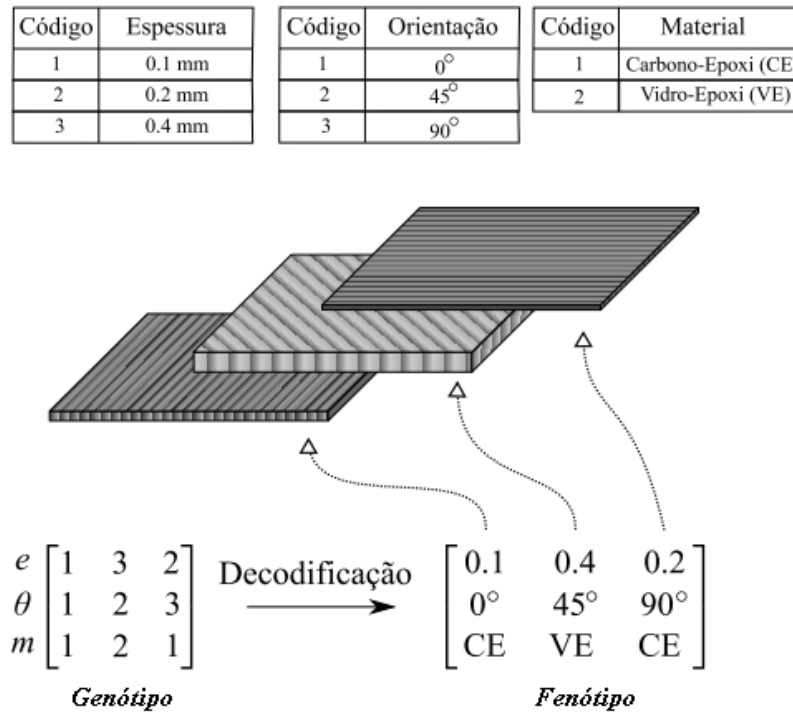 Código Espessura
1 0.1 mm
2 0.2 mm
3 0.4 mm
Código Orientação
1 0°
2 45°
3 90°
Código Material
1 Carbono-Epoxi (CE
2 Vidro-Epoxi (VE)
e 1 3 2
θ 1 2 3
m 1 2 1
Genótipo
Decodificação
0.1 0.4 0.2
0° 45° 90°
CE VE CE
Fenótipo